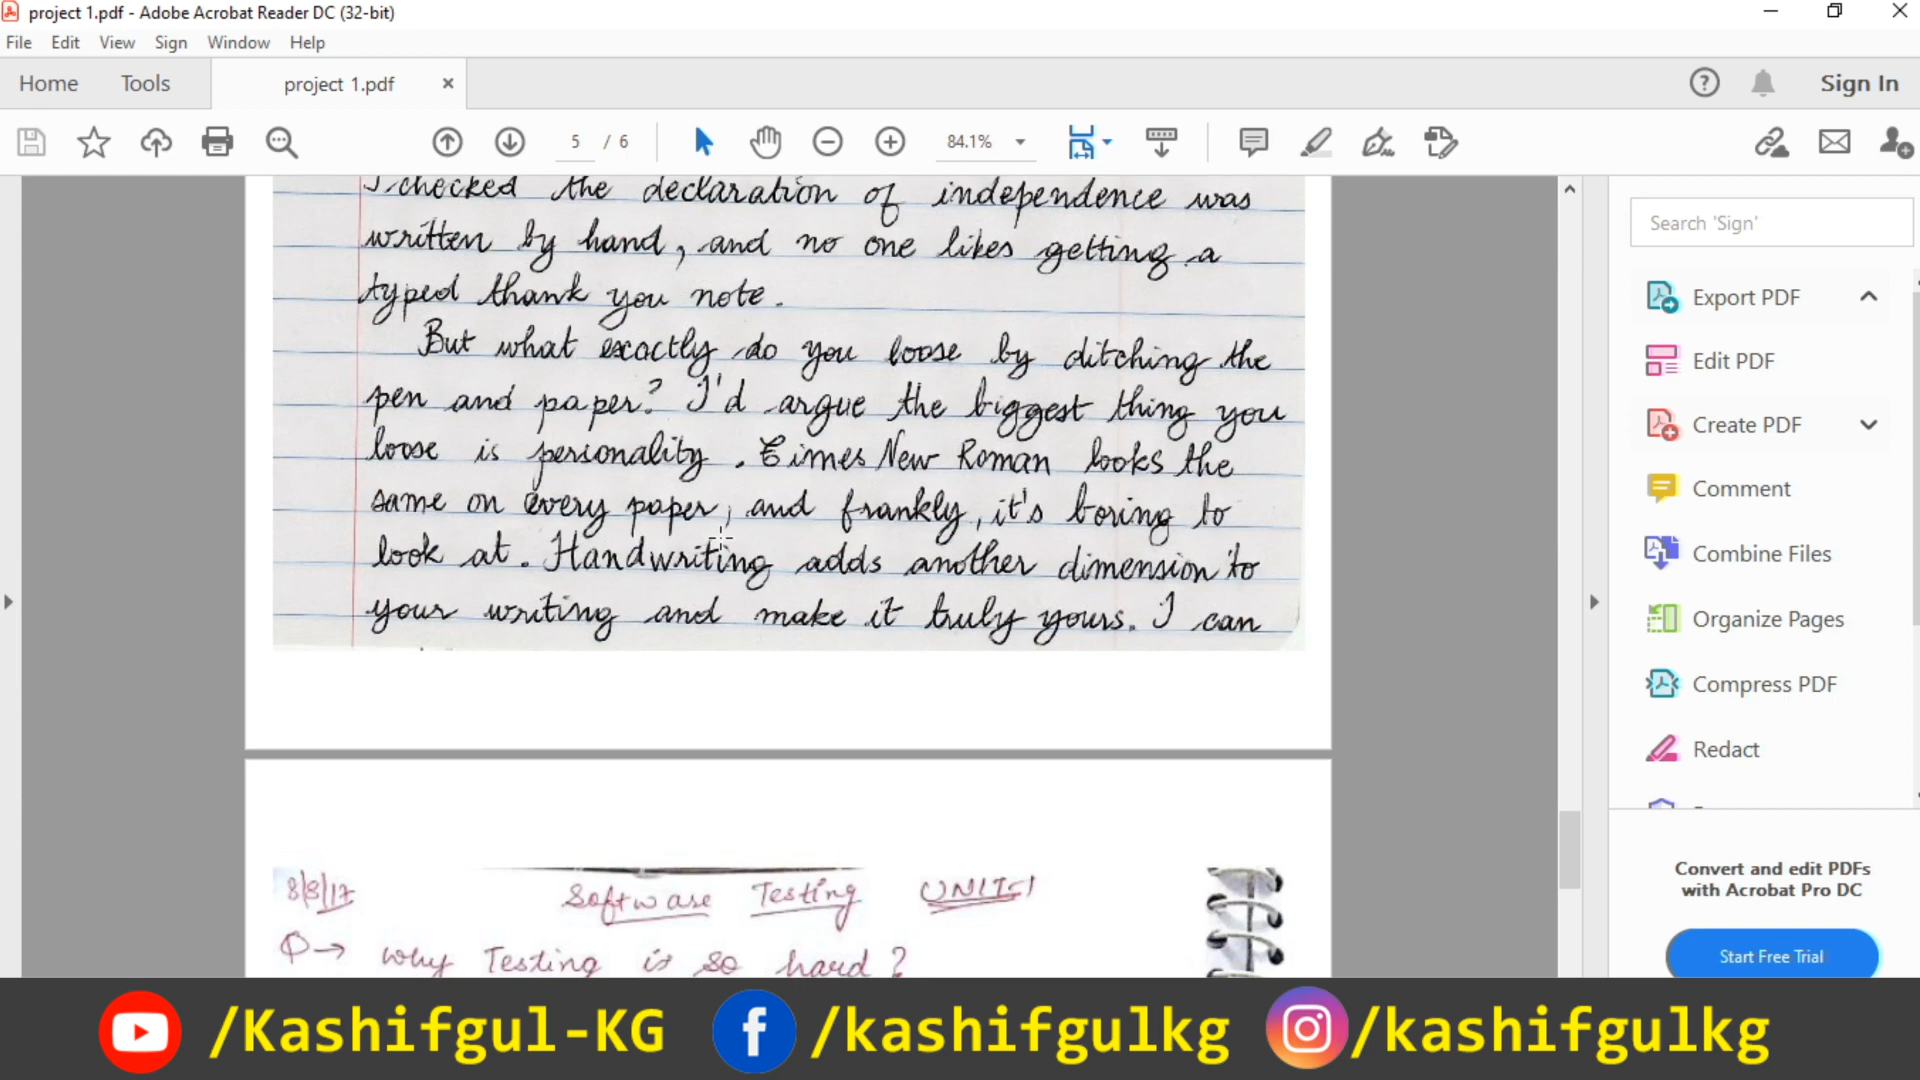 project 1.pdf - Adobe Acrobat Reader DC (32-bit)
File Edit View Sign Window Help
Home Tools project 1.pdf × Sign In
5 / 6 84.1%
I checked the declaration of independence was
written by hand, and no one likes getting a
typed thank you note.
But what exactly do you loose by ditching the
pen and paper? I'd argue the biggest thing you
loose is personality. Times New Roman looks the
same on every paper, and frankly, it's boring to
look at. Handwriting adds another dimension to
your writing and make it truly yours. I can
8/8/17 Software Testing UNIT-1
Q→ why Testing is so hard?
Search 'Sign'
Export PDF
Edit PDF
Create PDF
Comment
Combine Files
Organize Pages
Compress PDF
Redact
Convert and edit PDFs
with Acrobat Pro DC
Start Free Trial
/Kashifgul-KG /kashifgulkg /kashifgulkg